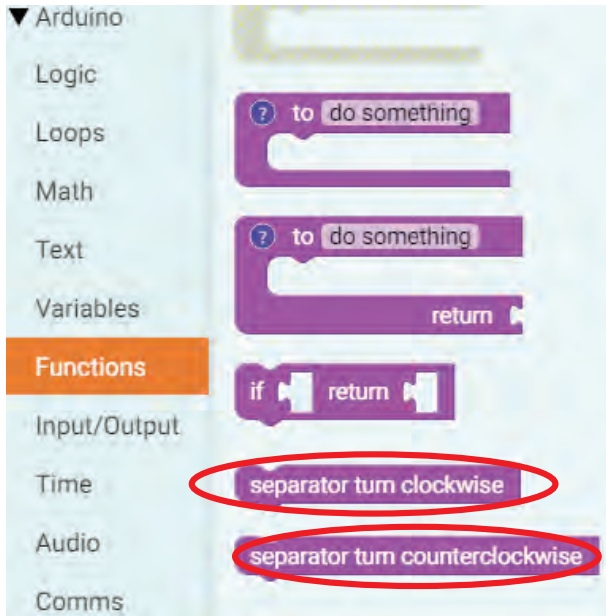 ▼ Arduino
Logic
Loops
Math
Text
Variables
Functions
Input/Output
Time
Audio
Comms
? to do something
? to do something
return
if return
separator turn clockwise
separator turn counterclockwise